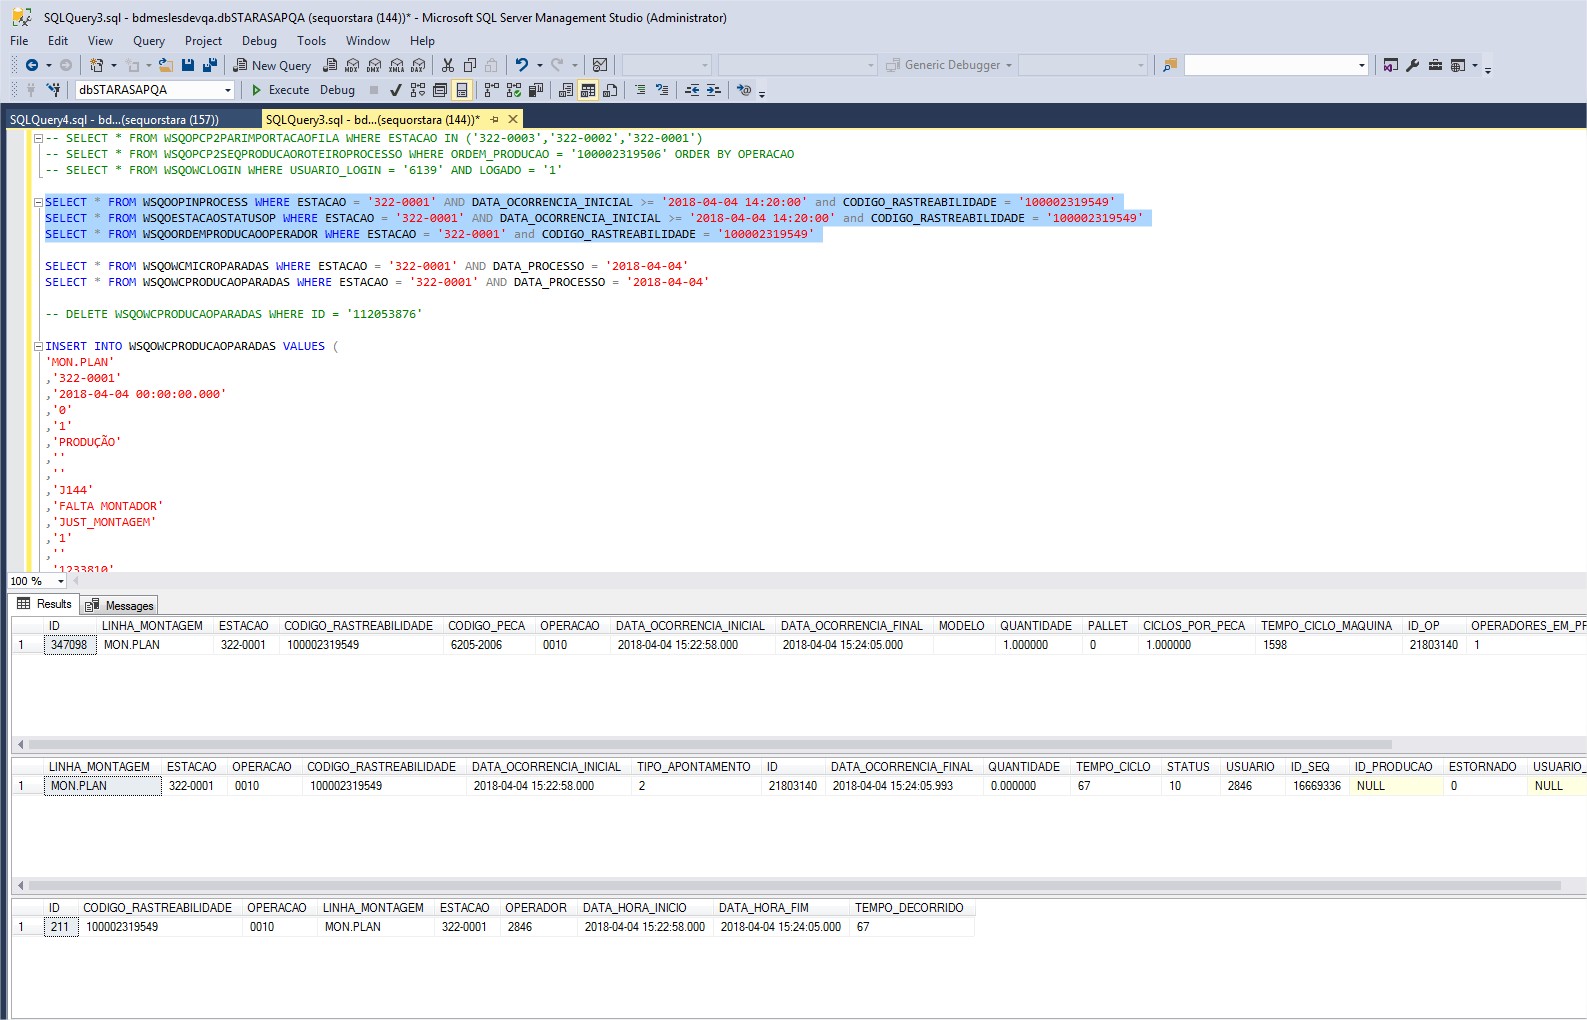 SQLQuery3.sql - bdmeslesdevqa.dbSTARASAPQA (sequorstara (144))* - Microsoft SQL Server Management Studio (Administrator)
File Edit View Query Project Debug Tools Window Help
New Query MDX DMX XMLA DAX Generic Debugger
dbSTARASAPQA Execute Debug
SQLQuery4.sql - bd...(sequorstara (157)) SQLQuery3.sql - bd...(sequorstara (144))*
-- SELECT * FROM WSQOPCP2PARIMPORTACAOFILA WHERE ESTACAO IN ('322-0003','322-0002','322-0001')
-- SELECT * FROM WSQOPCP2SEQPRODUCAOROTEIROPROCESSO WHERE ORDEM_PRODUCAO = '100002319506' ORDER BY OPERACAO
-- SELECT * FROM WSQOWCLOGIN WHERE USUARIO_LOGIN = '6139' AND LOGADO = '1'
SELECT * FROM WSQOOPINPROCESS WHERE ESTACAO = '322-0001' AND DATA_OCORRENCIA_INICIAL >= '2018-04-04 14:20:00' and CODIGO_RASTREABILIDADE = '100002319549'
SELECT * FROM WSQOESTACAOSTATUSOP WHERE ESTACAO = '322-0001' AND DATA_OCORRENCIA_INICIAL >= '2018-04-04 14:20:00' and CODIGO_RASTREABILIDADE = '100002319549'
SELECT * FROM WSQOORDEMPRODUCAOOPERADOR WHERE ESTACAO = '322-0001' and CODIGO_RASTREABILIDADE = '100002319549'
SELECT * FROM WSQOWCMICROPARADAS WHERE ESTACAO = '322-0001' AND DATA_PROCESSO = '2018-04-04'
SELECT * FROM WSQOWCPRODUCAOPARADAS WHERE ESTACAO = '322-0001' AND DATA_PROCESSO = '2018-04-04'
-- DELETE WSQOWCPRODUCAOPARADAS WHERE ID = '112053876'
INSERT INTO WSQOWCPRODUCAOPARADAS VALUES (
'MON.PLAN'
,'322-0001'
,'2018-04-04 00:00:00.000'
,'0'
,'1'
,'PRODUÇÃO'
,''
,''
,'J144'
,'FALTA MONTADOR'
,'JUST_MONTAGEM'
,'1'
,''
,'1233810'
100 %
Results Messages
ID LINHA_MONTAGEM ESTACAO CODIGO_RASTREABILIDADE CODIGO_PECA OPERACAO DATA_OCORRENCIA_INICIAL DATA_OCORRENCIA_FINAL MODELO QUANTIDADE PALLET CICLOS_POR_PECA TEMPO_CICLO_MAQUINA ID_OP OPERADORES_EM_PF
1 347098 MON.PLAN 322-0001 100002319549 6205-2006 0010 2018-04-04 15:22:58.000 2018-04-04 15:24:05.000 1.000000 0 1.000000 1598 21803140 1
LINHA_MONTAGEM ESTACAO OPERACAO CODIGO_RASTREABILIDADE DATA_OCORRENCIA_INICIAL TIPO_APONTAMENTO ID DATA_OCORRENCIA_FINAL QUANTIDADE TEMPO_CICLO STATUS USUARIO ID_SEQ ID_PRODUCAO ESTORNADO USUARIO_
1 MON.PLAN 322-0001 0010 100002319549 2018-04-04 15:22:58.000 2 21803140 2018-04-04 15:24:05.993 0.000000 67 10 2846 16669336 NULL 0 NULL
ID CODIGO_RASTREABILIDADE OPERACAO LINHA_MONTAGEM ESTACAO OPERADOR DATA_HORA_INICIO DATA_HORA_FIM TEMPO_DECORRIDO
1 211 100002319549 0010 MON.PLAN 322-0001 2846 2018-04-04 15:22:58.000 2018-04-04 15:24:05.000 67